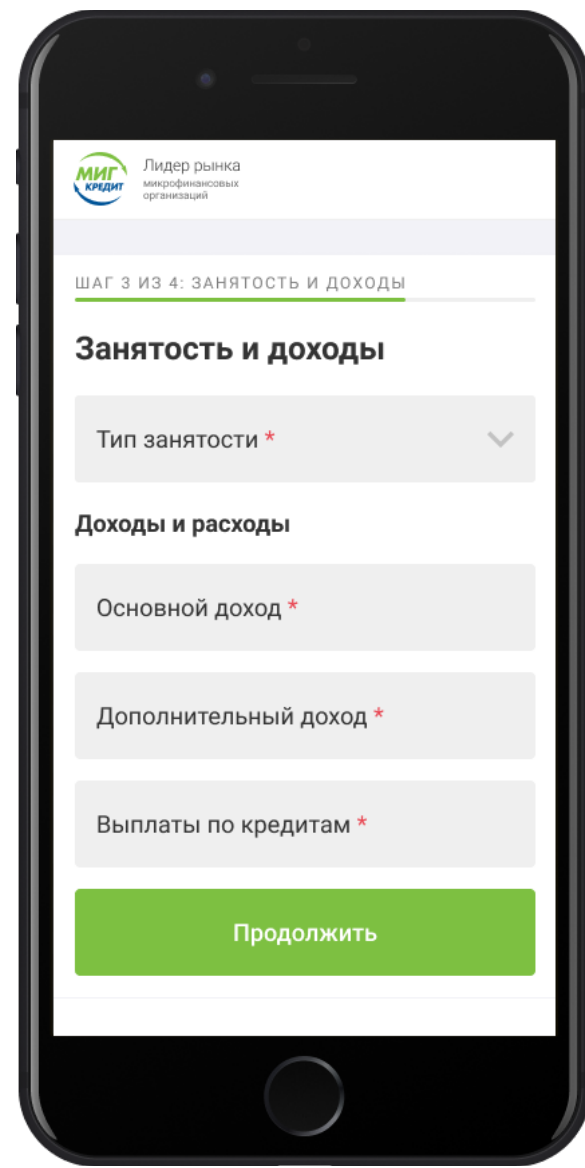 МИГ
КРЕДИТ
Лидер рынка
микрофинансовых
организаций
ШАГ 3 ИЗ 4: ЗАНЯТОСТЬ И ДОХОДЫ
Занятость и доходы
Тип занятости *
Доходы и расходы
Основной доход *
Дополнительный доход *
Выплаты по кредитам *
Продолжить